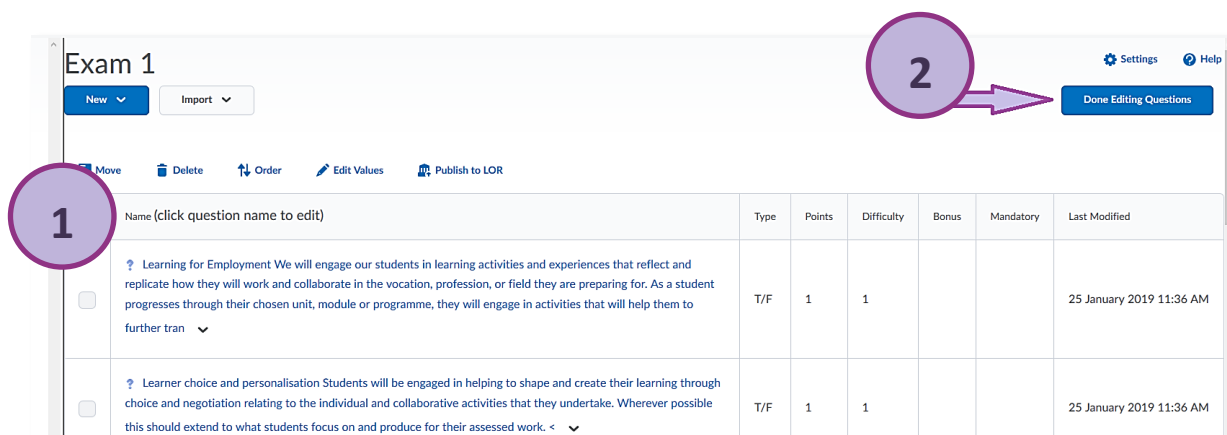 Exam 1
Settings
Help
New
Import
2
Done Editing Questions
Move
Delete
Order
Edit Values
Publish to LOR
1
Name (click question name to edit)
Type
Points
Difficulty
Bonus
Mandatory
Last Modified
? Learning for Employment We will engage our students in learning activities and experiences that reflect and
replicate how they will work and collaborate in the vocation, profession, or field they are preparing for. As a student
progresses through their chosen unit, module or programme, they will engage in activities that will help them to
further tran
T/F
1
1
25 January 2019 11:36 AM
? Learner choice and personalisation Students will be engaged in helping to shape and create their learning through
choice and negotiation relating to the individual and collaborative activities that they undertake. Wherever possible
this should extend to what students focus on and produce for their assessed work. <
T/F
1
1
25 January 2019 11:36 AM